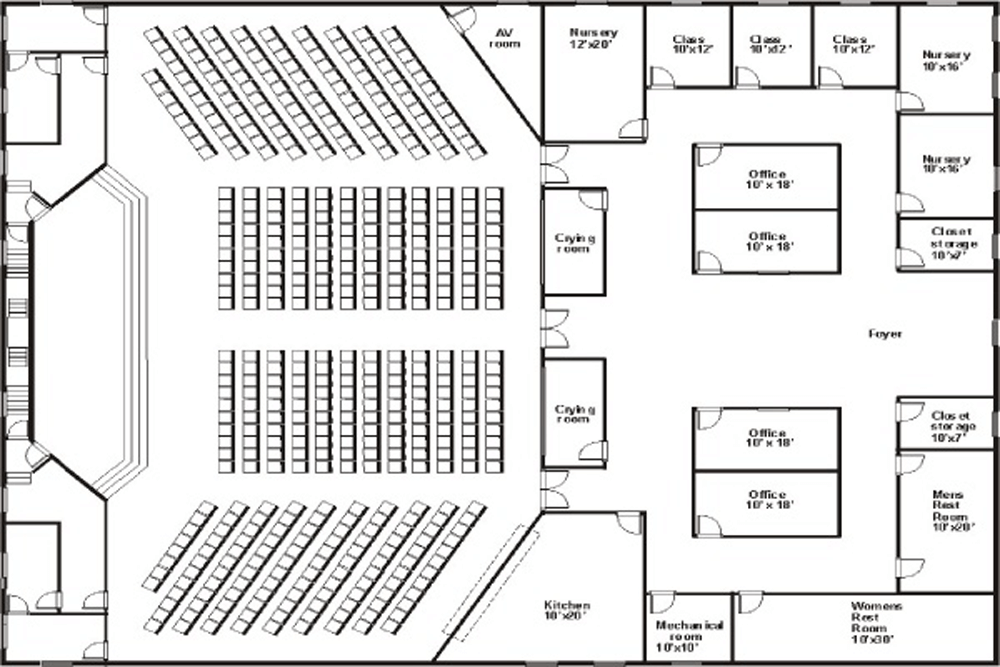 AV
room
Nursery
12'x20'
Class
10'x12'
Class
10'x12'
Class
10'x12'
Nursery
10'x16'
Nursery
10'x16'
Office
10' x 18'
Office
10' x 18'
Crying
room
Closet
storage
10'x7'
Foyer
Crying
room
Office
10' x 18'
Office
10' x 18'
Closet
storage
10'x7'
Mens
Rest
Room
10'x20'
Kitchen
18'x20'
Mechanical
room
10'x10'
Womens
Rest
Room
10'x30'